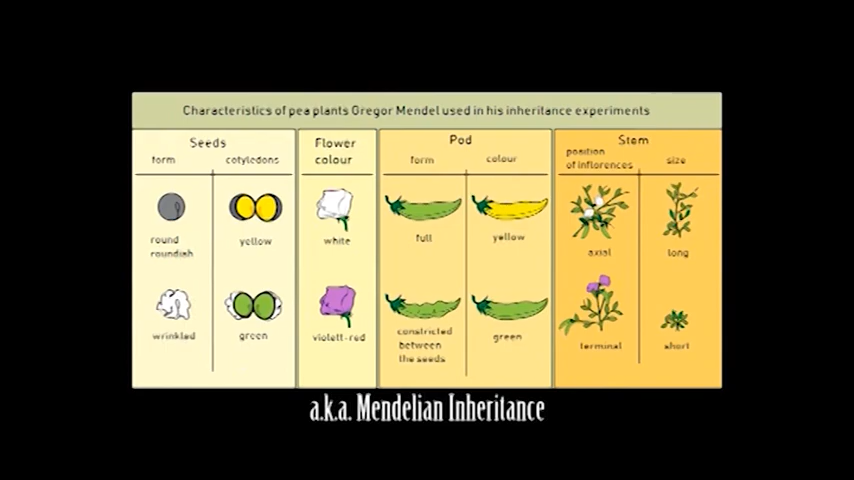 Characteristics of pea plants Gregor Mendel used in his inheritance experiments
Seeds
form
cotyledons
round
roundish
yellow
wrinkled
green
Flower
colour
white
violett-red
Pod
form
colour
full
yellow
constricted
between
the seeds
green
Stem
position
of inflorences
size
axial
long
terminal
short
a.k.a. Mendelian Inheritance